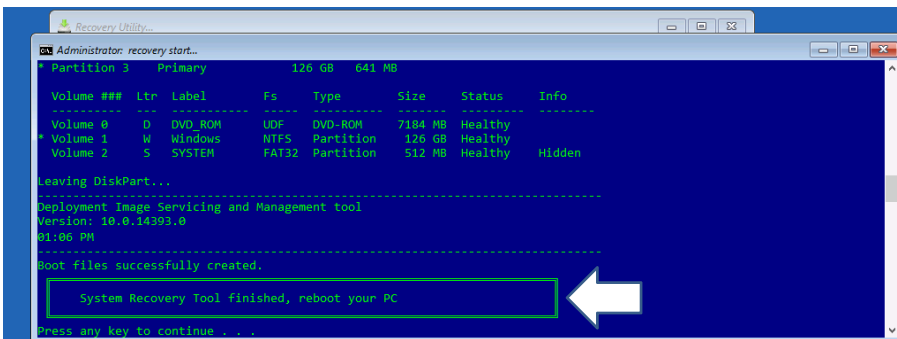 Recovery Utility...
Administrator: recovery start...
* Partition 3    Primary             126 GB   641 MB
  Volume ###  Ltr  Label        Fs     Type        Size     Status     Info
  ----------  ---  -----------  -----  ----------  -------  ---------  --------
  Volume 0     D   DVD_ROM      UDF    DVD-ROM     7184 MB  Healthy
* Volume 1     W   Windows      NTFS   Partition    126 GB  Healthy
  Volume 2     S   SYSTEM       FAT32  Partition    512 MB  Healthy    Hidden
Leaving DiskPart...
Deployment Image Servicing and Management tool
Version: 10.0.14393.0
01:06 PM
Boot files successfully created.
System Recovery Tool finished, reboot your PC
Press any key to continue . . .